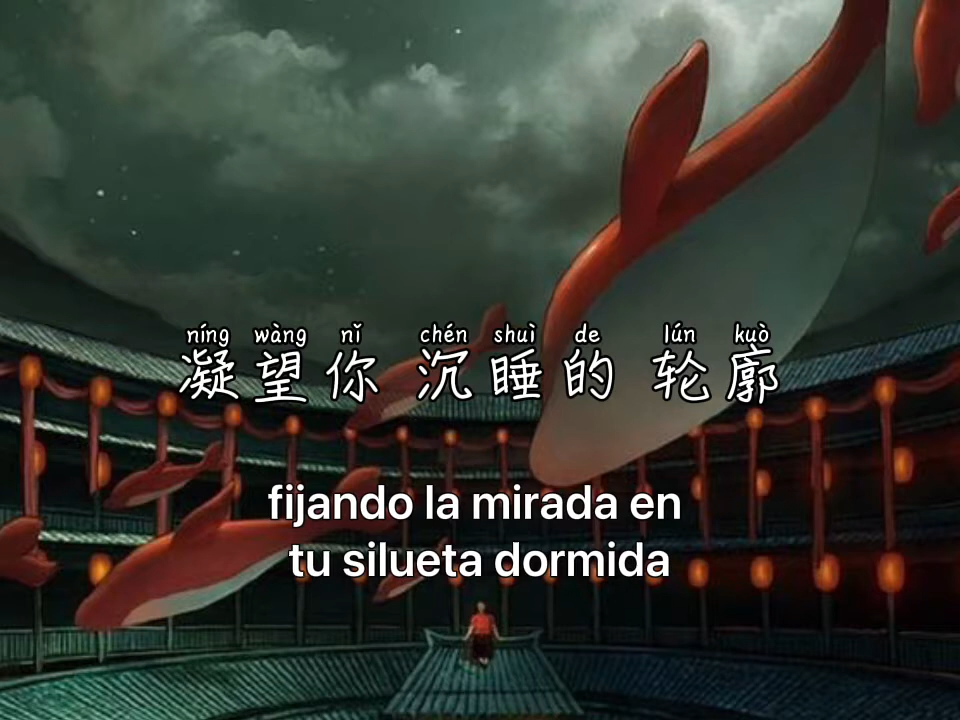 níng wàng nǐ chén shuì de lún kuò
凝望你 沉睡的 轮廓
fijando la mirada en
tu silueta dormida